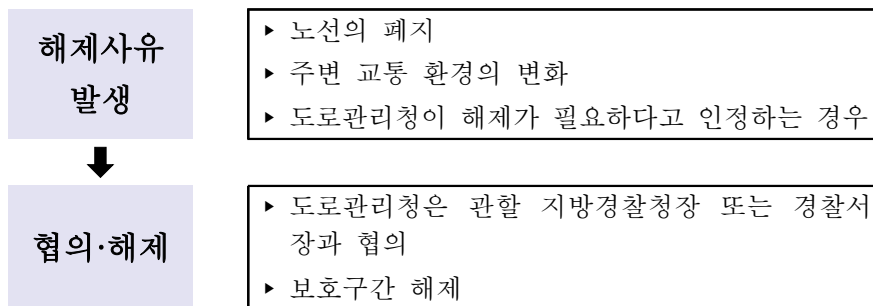 해제사유
발생
▸ 노선의 폐지
▸ 주변 교통 환경의 변화
▸ 도로관리청이 해제가 필요하다고 인정하는 경우
협의·해제
▸ 도로관리청은 관할 지방경찰청장 또는 경찰서
장과 협의
▸ 보호구간 해제